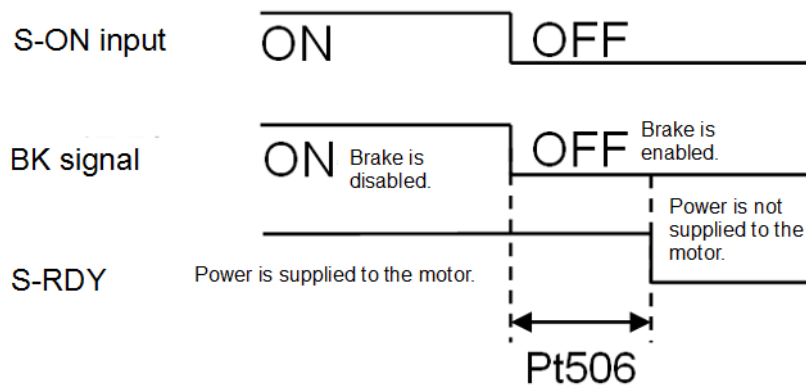 S-ON input
ON
OFF
BK signal
ON
Brake is
disabled.
OFF
Brake is
enabled.
S-RDY
Power is supplied to the motor.
Power is not
supplied to the
motor.
Pt506